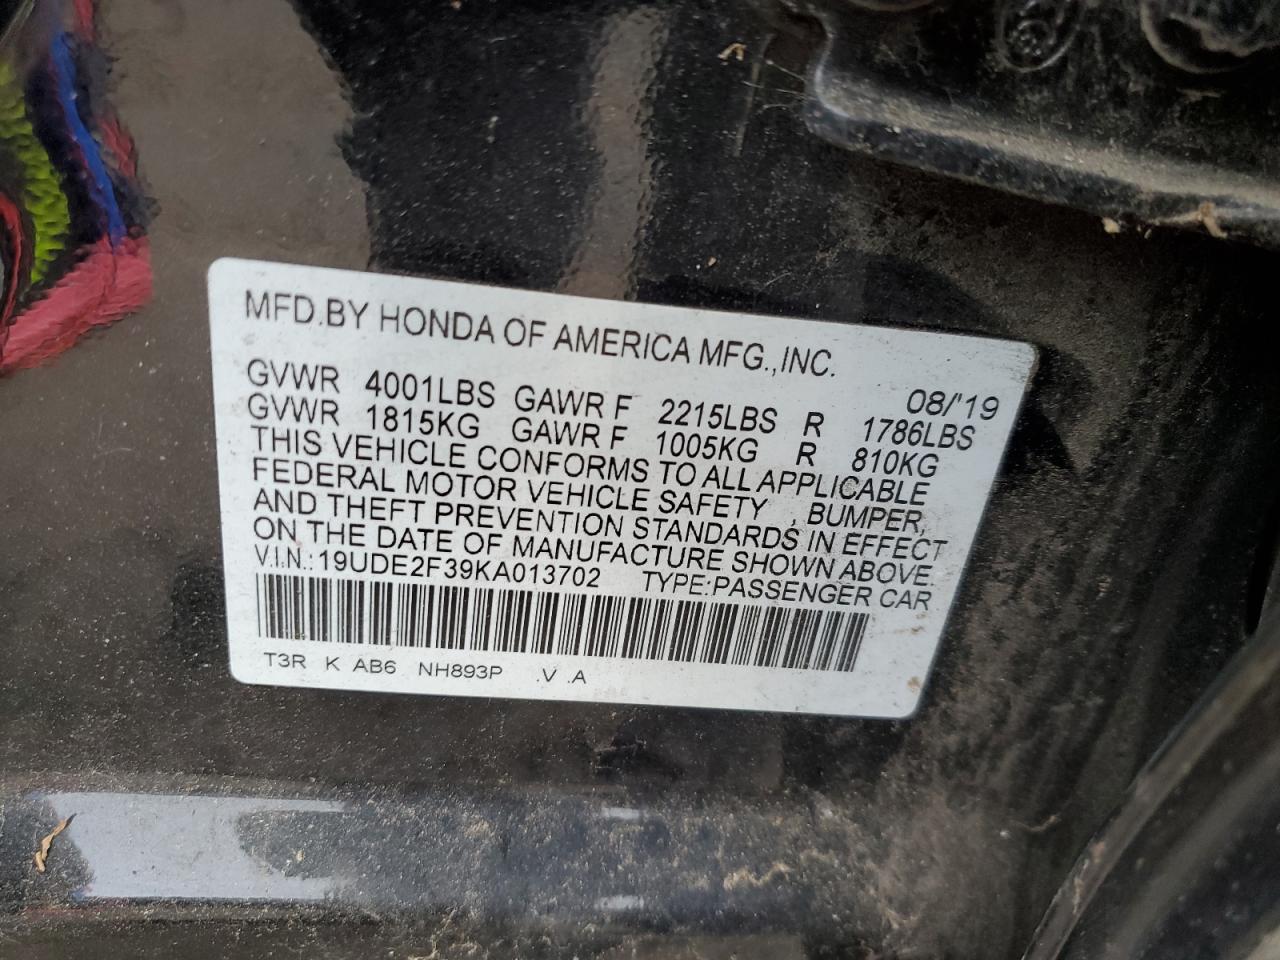 MFD.BY HONDA OF AMERICA MFG.,INC.
08/'19
GVWR 4001LBS GAWR F 2215LBS R 1786LBS
GVWR 1815KG GAWR F 1005KG R 810KG
THIS VEHICLE CONFORMS TO ALL APPLICABLE
FEDERAL MOTOR VEHICLE SAFETY , BUMPER,
AND THEFT PREVENTION STANDARDS IN EFFECT
ON THE DATE OF MANUFACTURE SHOWN ABOVE.
V.I.N.: 19UDE2F39KA013702 TYPE:PASSENGER CAR
T3R K AB6 NH893P .V .A